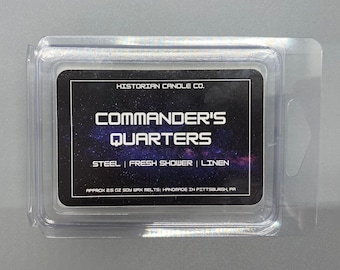 HISTORIAN CANDLE CO.
COMMANDER'S
QUARTERS
STEEL | FRESH SHOWER | LINEN
APPROX 2.5 OZ SOY WAX MELTS; HANDMADE IN PITTSBURGH, PA